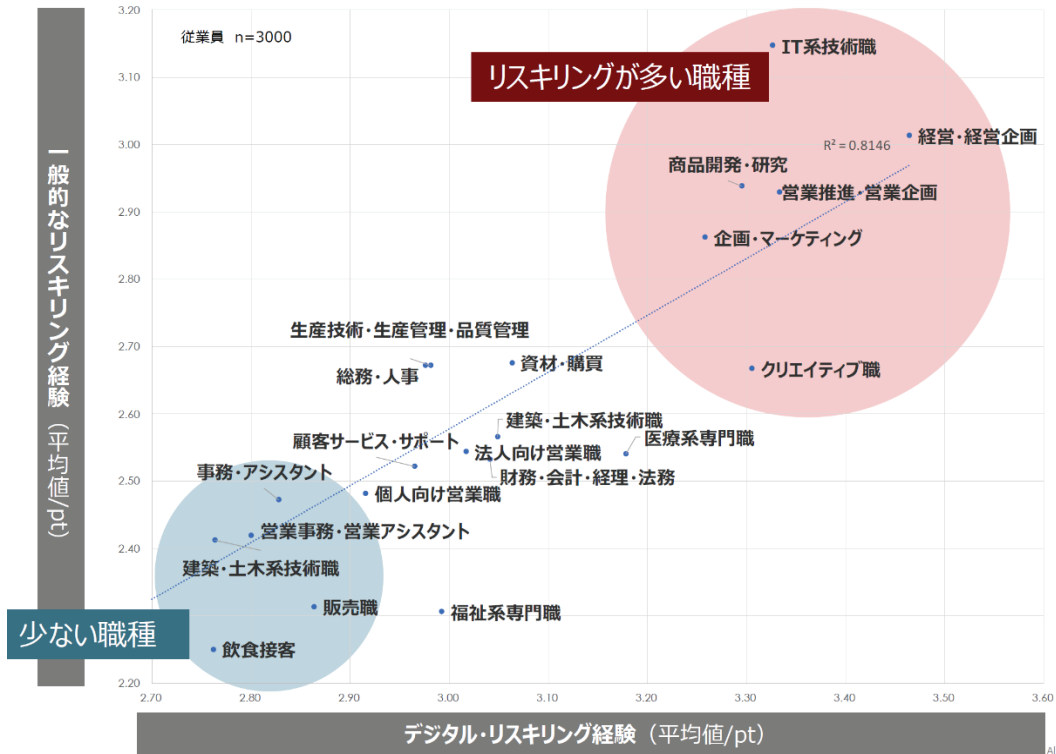 従業員 n=3000
リスキリングが多い職種
IT系技術職
経営・経営企画
R² = 0.8146
商品開発・研究
営業推進・営業企画
企画・マーケティング
生産技術・生産管理・品質管理
総務・人事
資材・購買
クリエイティブ職
建築・土木系技術職
顧客サービス・サポート
法人向け営業職
医療系専門職
財務・会計・経理・法務
事務・アシスタント
個人向け営業職
営業事務・営業アシスタント
建築・土木系技術職
販売職
福祉系専門職
少ない職種
飲食接客
一般的なリスキリング経験（平均値/pt）
3.20
3.10
3.00
2.90
2.80
2.70
2.60
2.50
2.40
2.30
2.20
2.70 2.80 2.90 3.00 3.10 3.20 3.30 3.40 3.50 3.60
デジタル・リスキリング経験（平均値/pt）